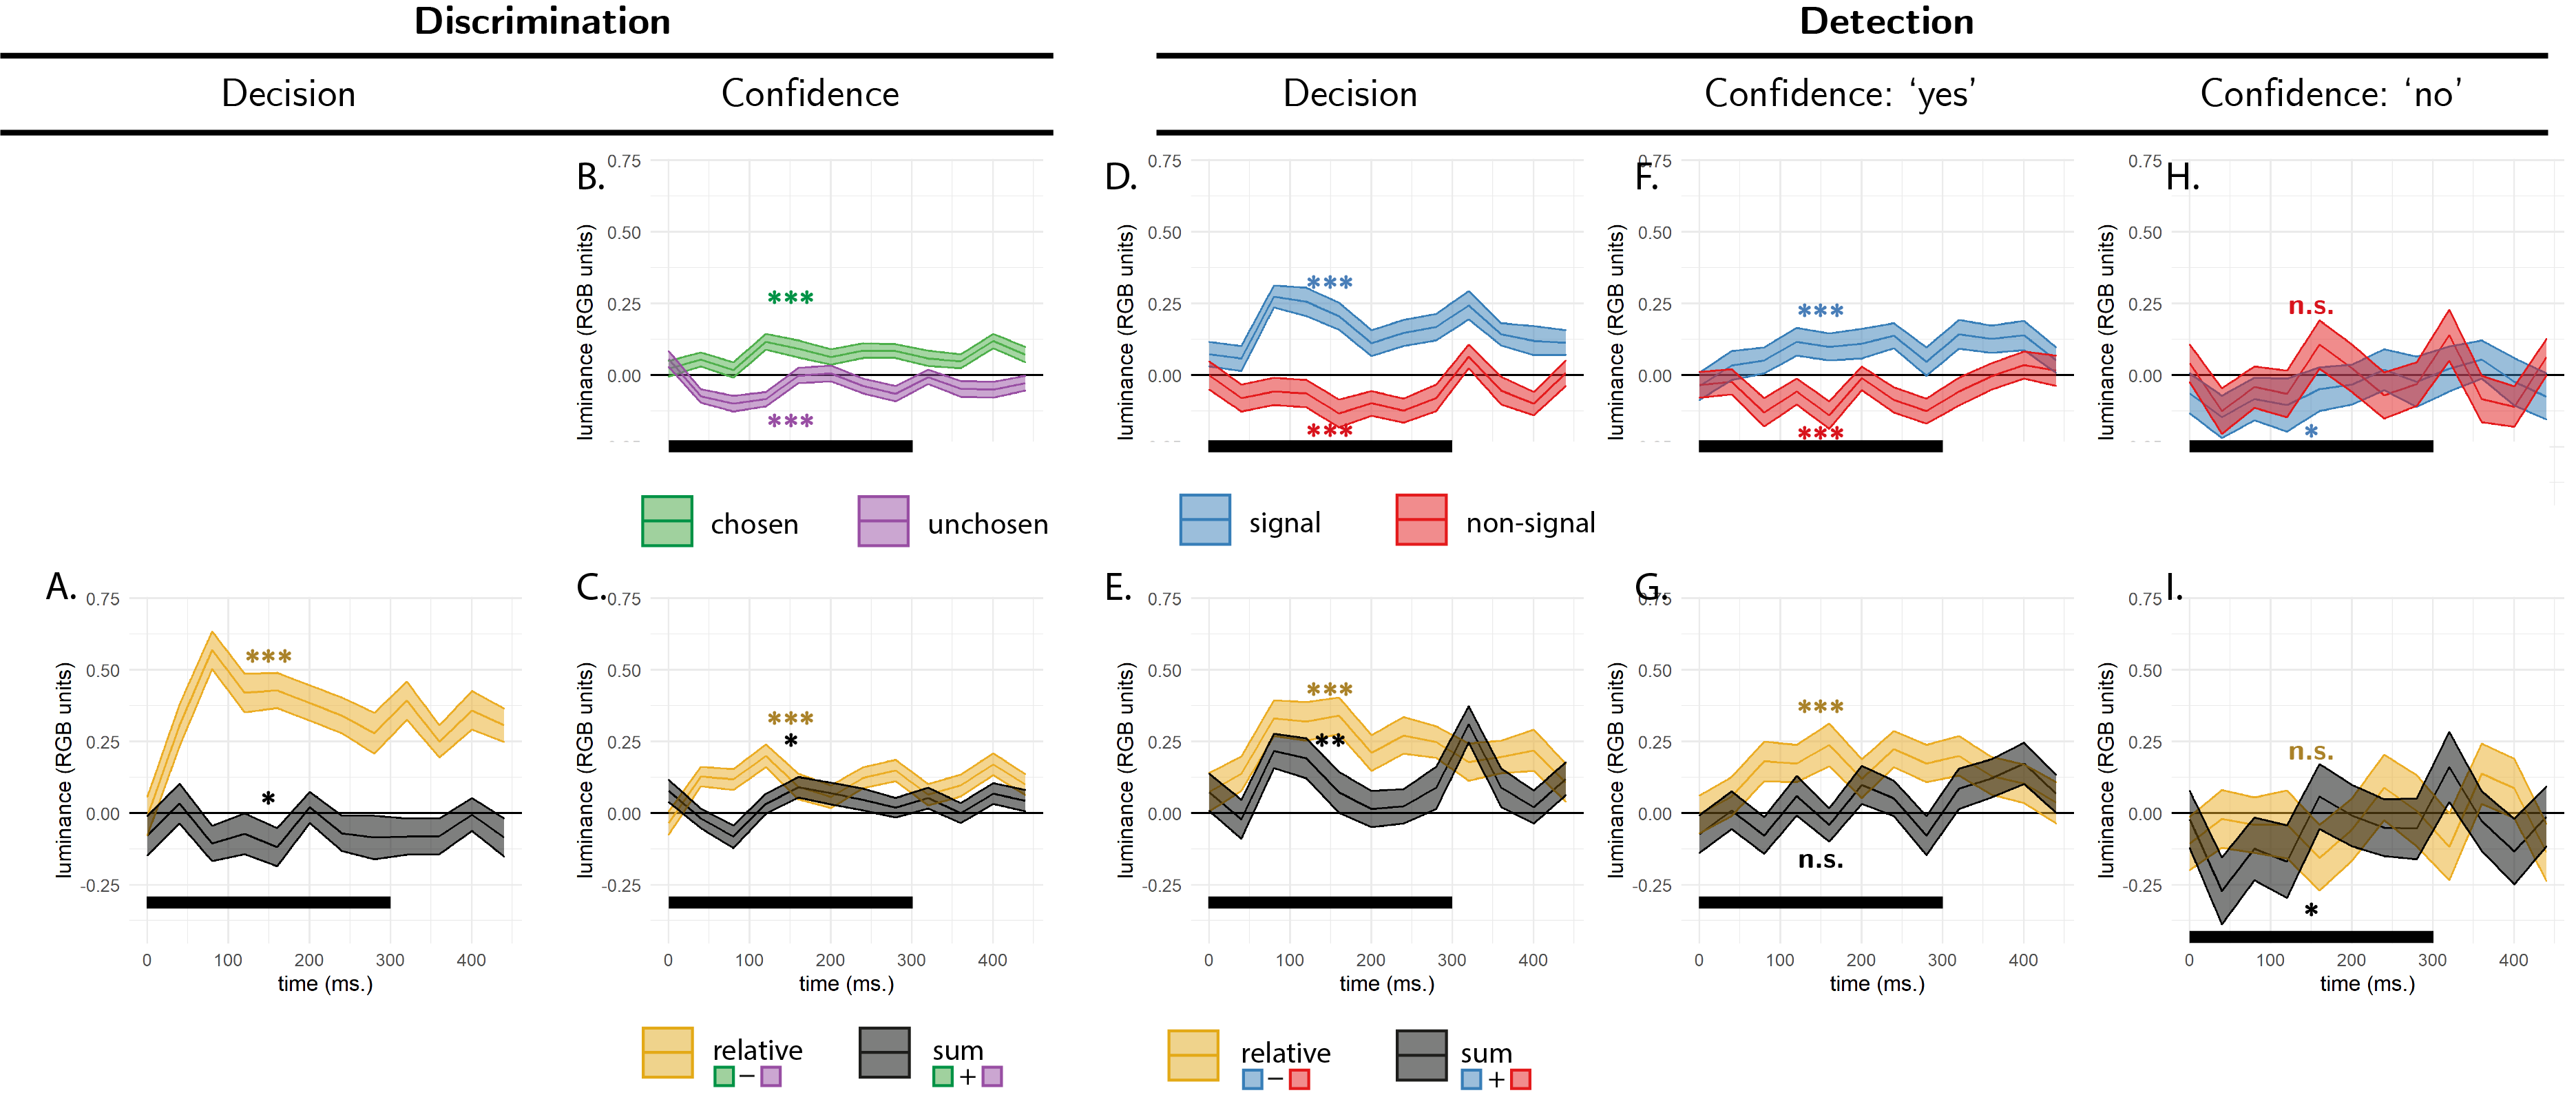 Discrimination
Detection
Decision
Confidence
Decision
Confidence: ‘yes’
Confidence: ‘no’
B.
0.75
0.50
0.25
0.00
luminance (RGB units)
***
***
D.
0.75
0.50
0.25
0.00
luminance (RGB units)
***
***
F.
0.75
0.50
0.25
0.00
luminance (RGB units)
***
***
H.
0.75
0.50
0.25
0.00
luminance (RGB units)
n.s.
*
chosen
unchosen
signal
non-signal
A.
0.75
0.50
0.25
0.00
-0.25
luminance (RGB units)
***
*
0 100 200 300 400
time (ms.)
C.
0.75
0.50
0.25
0.00
-0.25
luminance (RGB units)
***
*
0 100 200 300 400
time (ms.)
E.
0.75
0.50
0.25
0.00
-0.25
luminance (RGB units)
***
**
0 100 200 300 400
time (ms.)
G.
0.75
0.50
0.25
0.00
-0.25
luminance (RGB units)
***
n.s.
0 100 200 300 400
time (ms.)
I.
0.75
0.50
0.25
0.00
-0.25
luminance (RGB units)
n.s.
*
0 100 200 300 400
time (ms.)
relative
−
sum
+
relative
−
sum
+